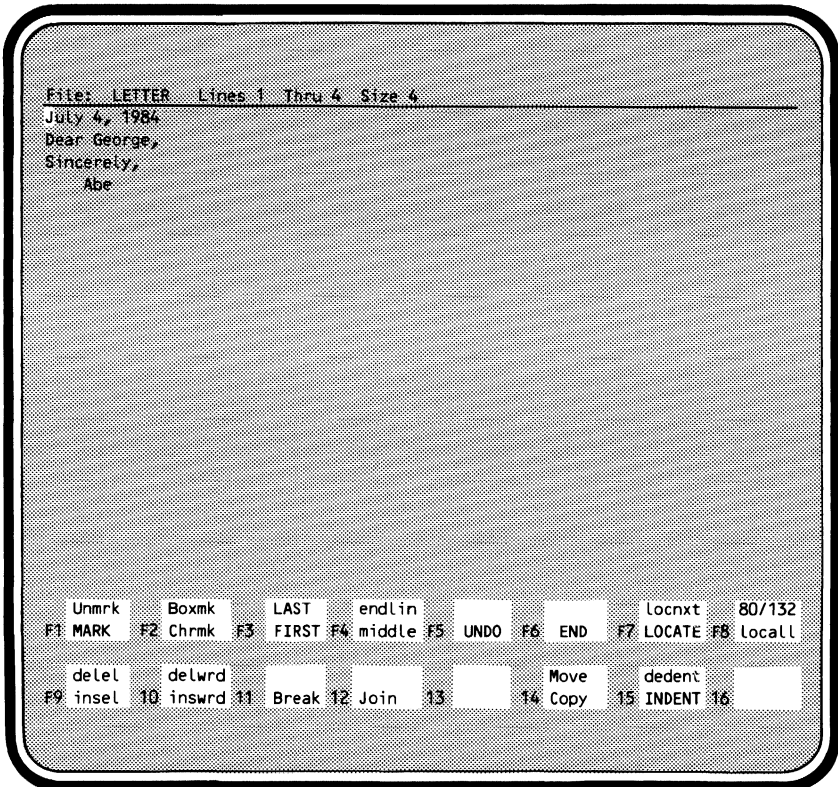 File: LETTER Lines 1 Thru 4 Size 4
July 4, 1984
Dear George,
Sincerely,
Abe
Unmrk Boxmk LAST endlin locnxt 80/132
F1 MARK F2 Chrmk F3 FIRST F4 middle F5 UNDO F6 END F7 LOCATE F8 locall
delel delwrd Move dedent
F9 insel 10 inswrd 11 Break 12 Join 13 14 Copy 15 INDENT 16